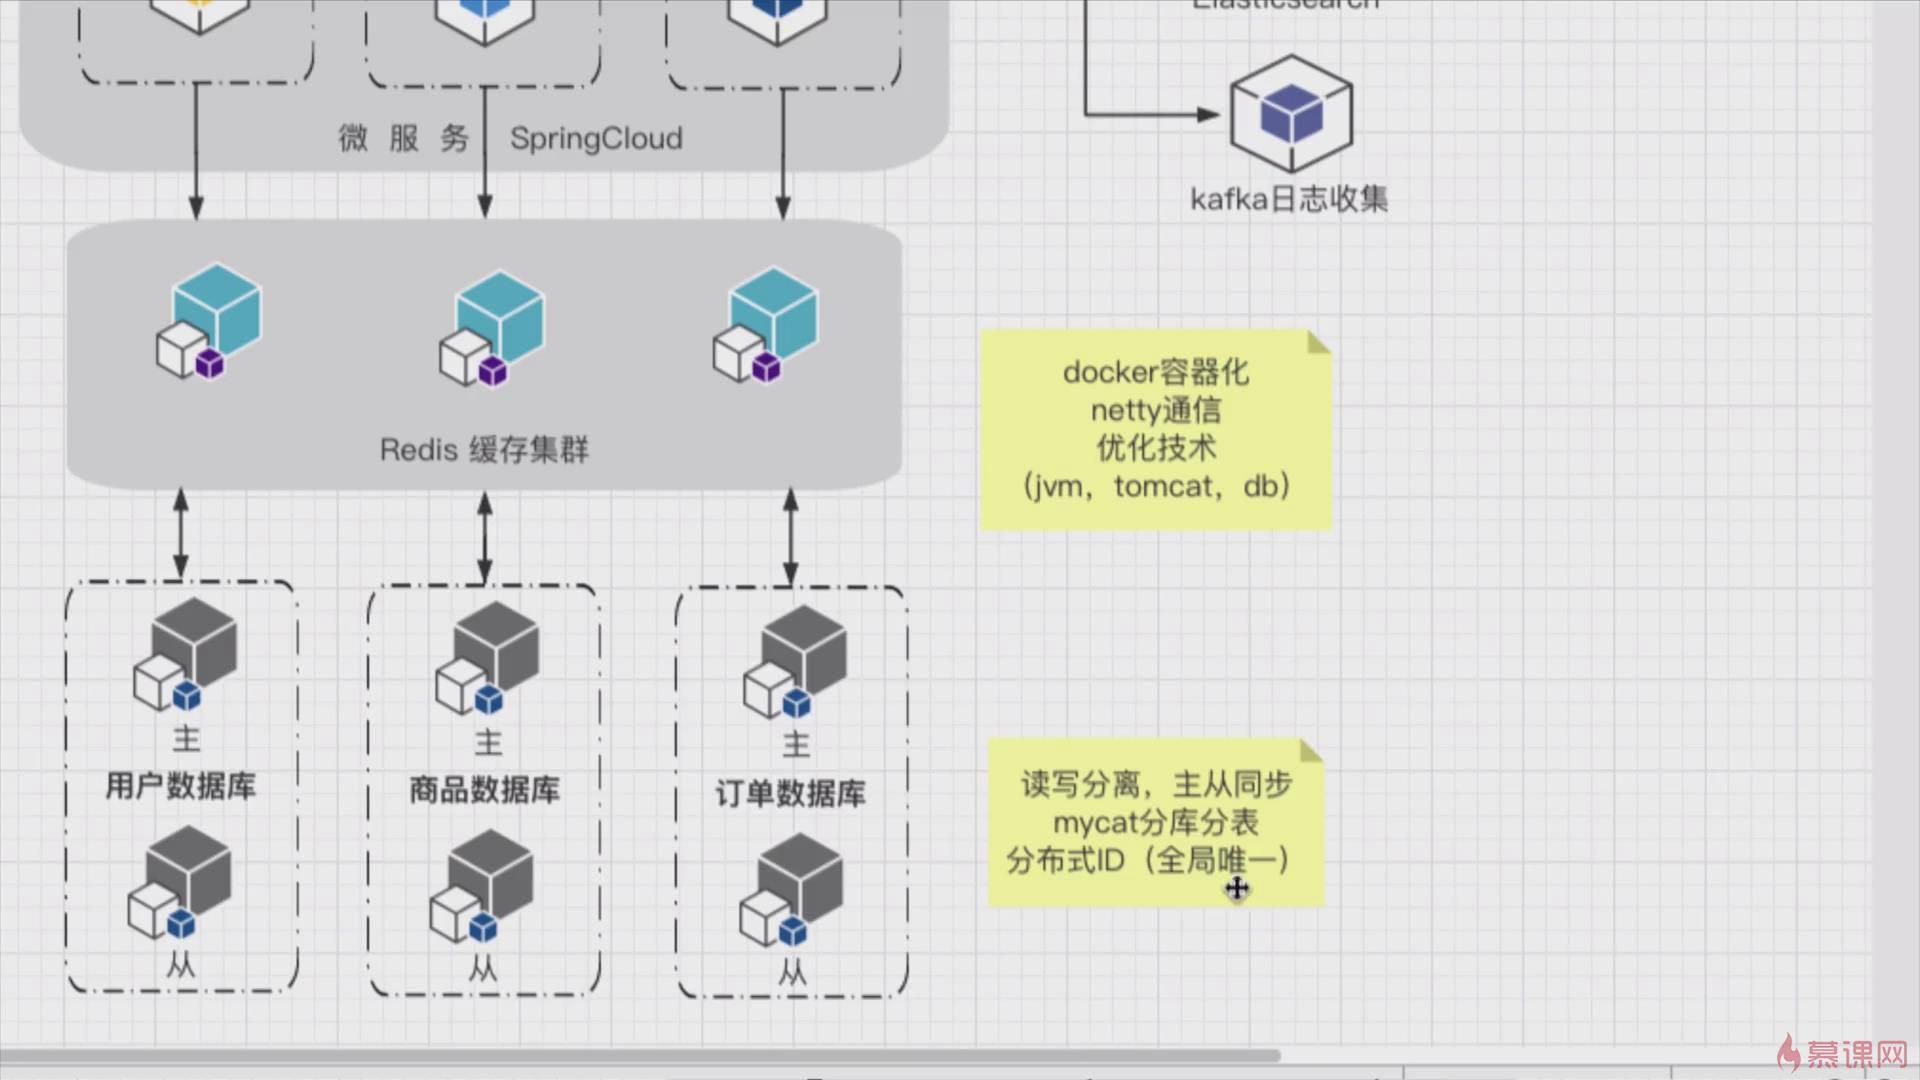 Elasticsearch
微 服 务 SpringCloud
kafka日志收集
Redis 缓存集群
docker容器化
netty通信
优化技术
（jvm，tomcat，db）
主
用户数据库
从
主
商品数据库
从
主
订单数据库
从
读写分离，主从同步
mycat分库分表
分布式ID（全局唯一）
慕课网